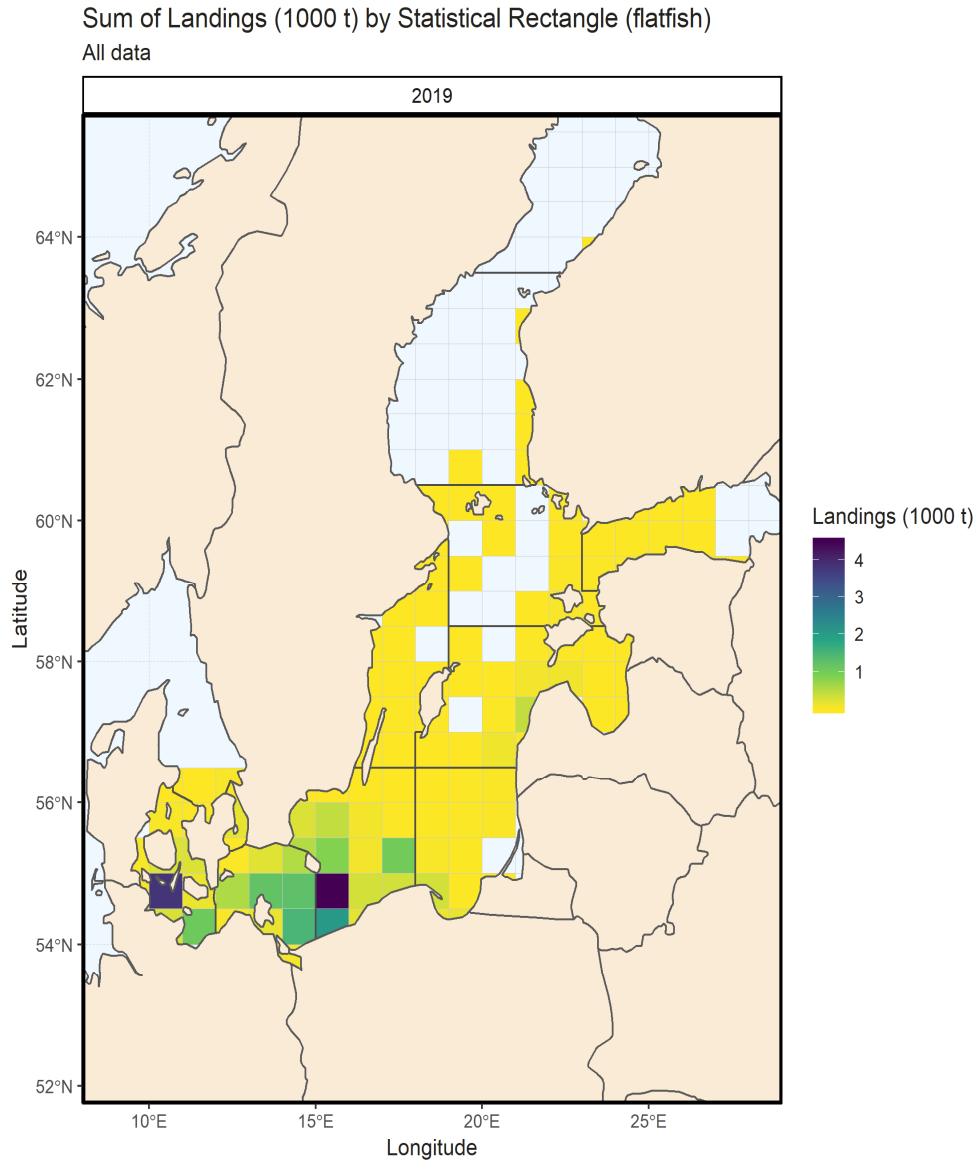 Sum of Landings (1000 t) by Statistical Rectangle (flatfish)
All data
2019
64°N
62°N
60°N
58°N
56°N
54°N
52°N
Latitude
10°E
15°E
20°E
25°E
Longitude
Landings (1000 t)
4
3
2
1